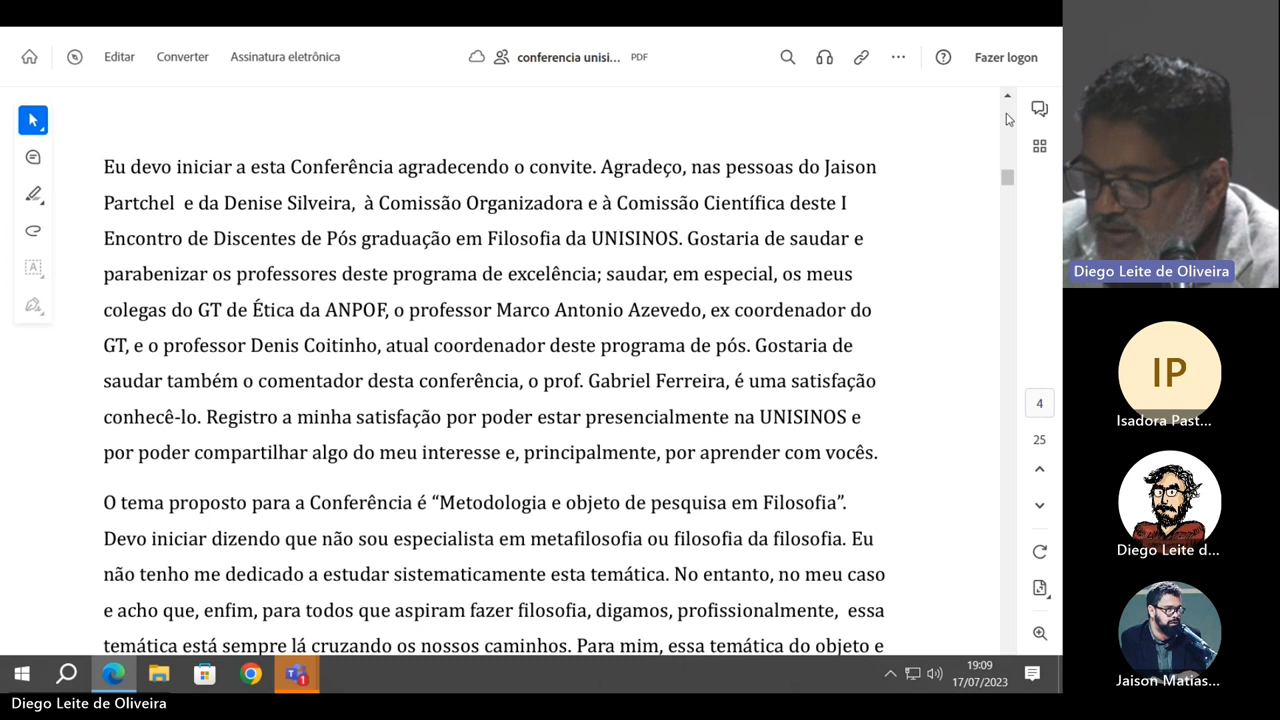 Editar
Converter
Assinatura eletrônica
conferencia unisi...
PDF
Fazer logon
Eu devo iniciar a esta Conferência agradecendo o convite. Agradeço, nas pessoas do Jaison
Partchel e da Denise Silveira, à Comissão Organizadora e à Comissão Científica deste I
Encontro de Discentes de Pós graduação em Filosofia da UNISINOS. Gostaria de saudar e
parabenizar os professores deste programa de excelência; saudar, em especial, os meus
colegas do GT de Ética da ANPOF, o professor Marco Antonio Azevedo, ex coordenador do
GT, e o professor Denis Coitinho, atual coordenador deste programa de pós. Gostaria de
saudar também o comentador desta conferência, o prof. Gabriel Ferreira, é uma satisfação
conhecê-lo. Registro a minha satisfação por poder estar presencialmente na UNISINOS e
por poder compartilhar algo do meu interesse e, principalmente, por aprender com vocês.
O tema proposto para a Conferência é “Metodologia e objeto de pesquisa em Filosofia”.
Devo iniciar dizendo que não sou especialista em metafilosofia ou filosofia da filosofia. Eu
não tenho me dedicado a estudar sistematicamente esta temática. No entanto, no meu caso
e acho que, enfim, para todos que aspiram fazer filosofia, digamos, profissionalmente, essa
temática está sempre lá cruzando os nossos caminhos. Para mim, essa temática do objeto e
4
25
Diego Leite de Oliveira
IP
Isadora Past...
Diego Leite d...
Jaison Matias...
1
19:09
17/07/2023
Diego Leite de Oliveira